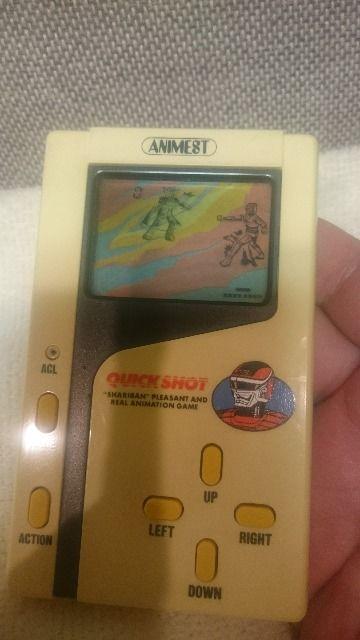 ANIMEST
ACL
QUICK SHOT
"SHARIBAN" PLEASANT AND
REAL ANIMATION GAME
UP
LEFT
RIGHT
ACTION
DOWN